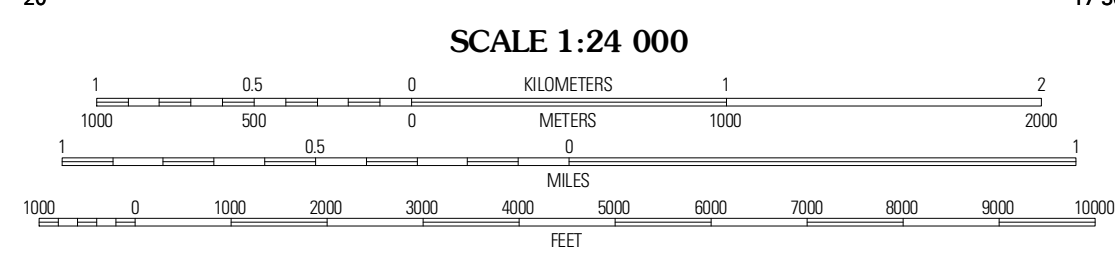 SCALE 1:24 000
1 0.5 0 KILOMETERS 1 2
1000 500 0 METERS 1000 2000
1 0.5 0 1
MILES
1000 0 1000 2000 3000 4000 5000 6000 7000 8000 9000 10000
FEET